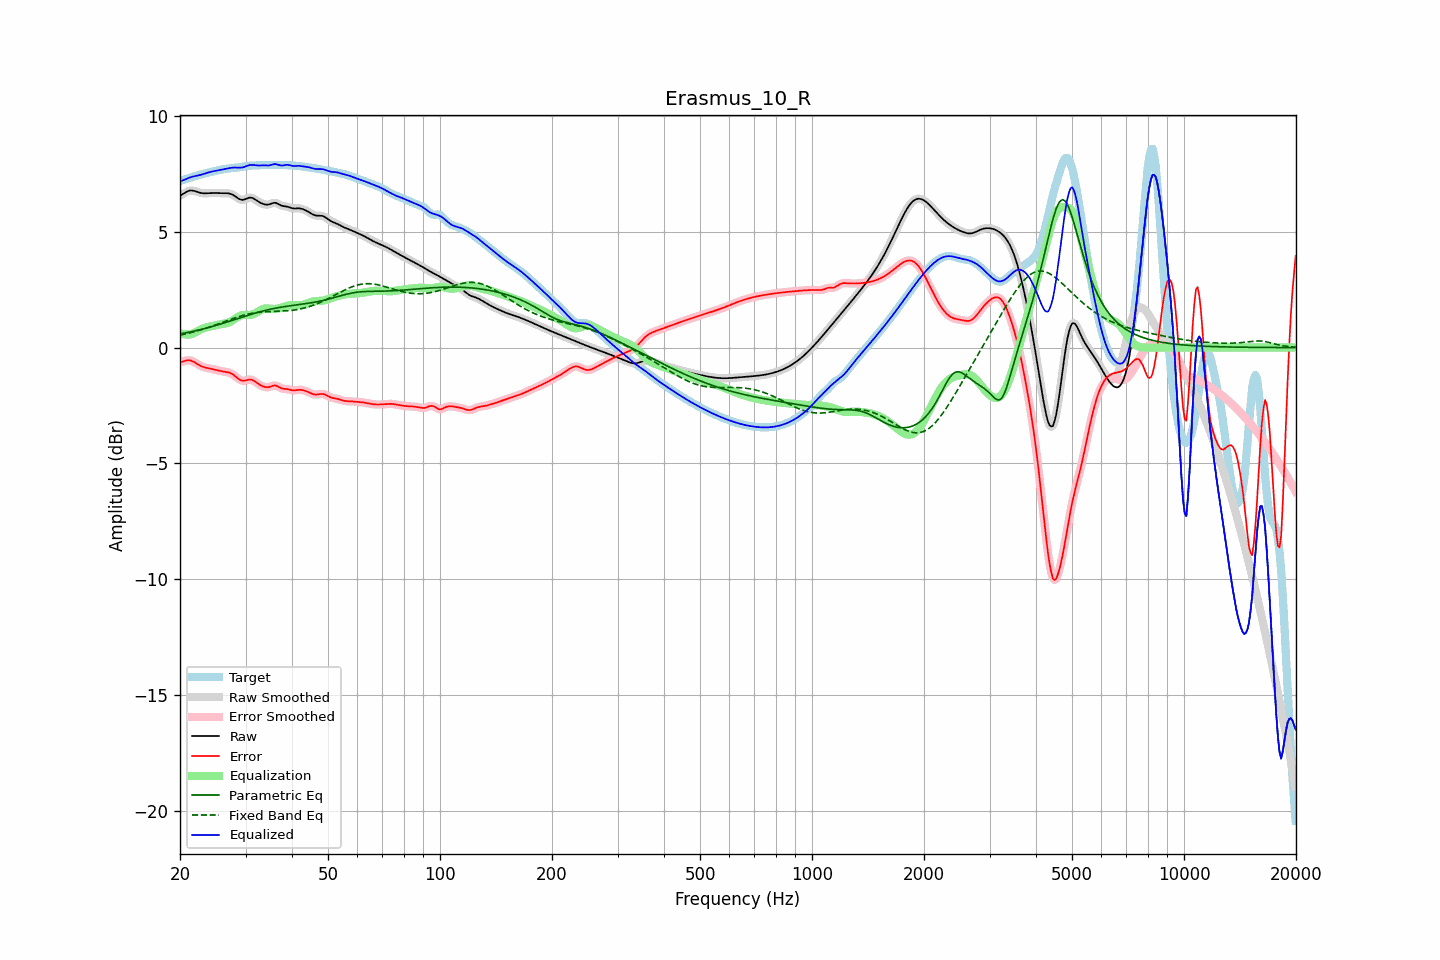 Erasmus_10_R
Amplitude (dBr)
10
5
0
−5
−10
−15
−20
Target
Raw Smoothed
Error Smoothed
Raw
Error
Equalization
Parametric Eq
Fixed Band Eq
Equalized
20 50 100 200 500 1000 2000 5000 10000 20000
Frequency (Hz)